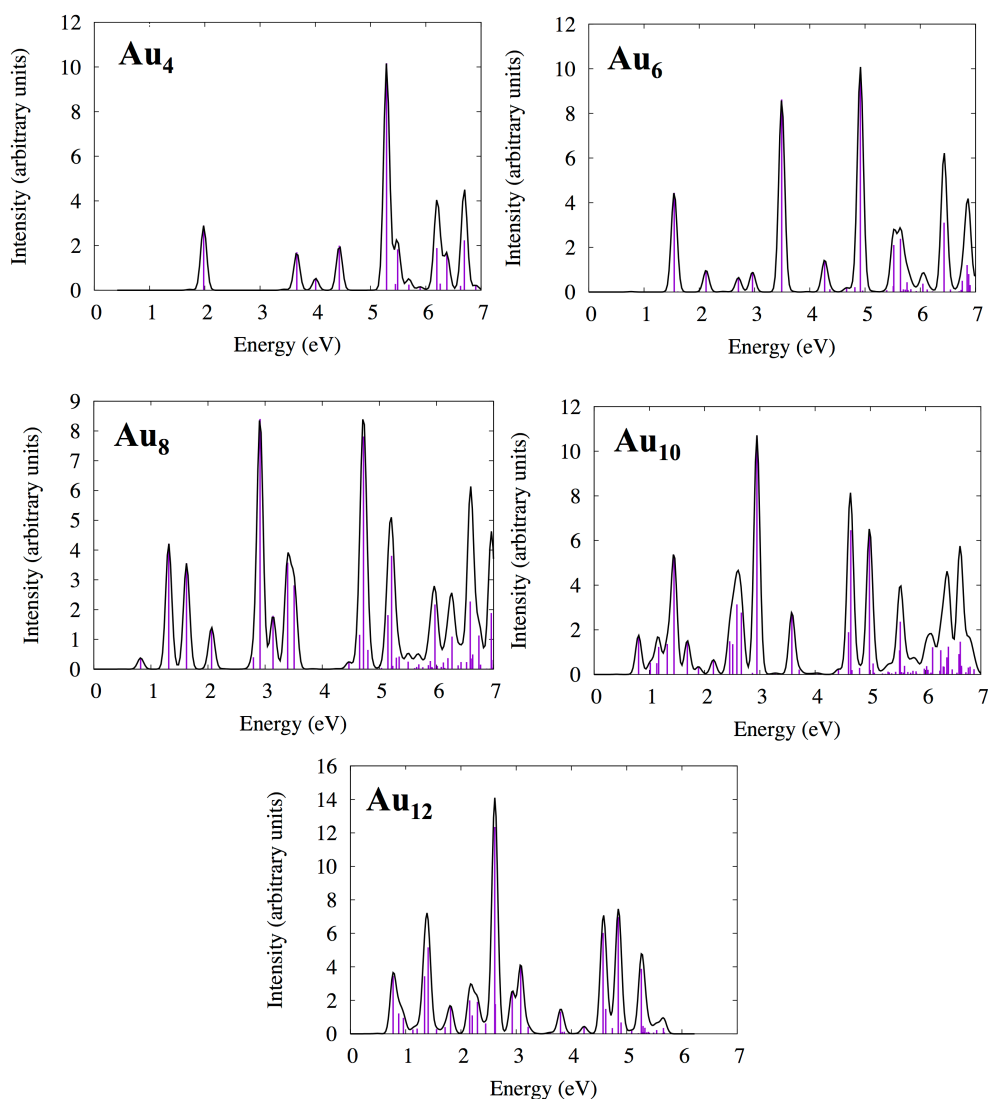 Au4
Intensity (arbitrary units)
12
10
8
6
4
2
0
0 1 2 3 4 5 6 7
Energy (eV)
Au6
Intensity (arbitrary units)
12
10
8
6
4
2
0
0 1 2 3 4 5 6 7
Energy (eV)
Au8
Intensity (arbitrary units)
9
8
7
6
5
4
3
2
1
0
0 1 2 3 4 5 6 7
Energy (eV)
Au10
Intensity (arbitrary units)
12
10
8
6
4
2
0
0 1 2 3 4 5 6 7
Energy (eV)
Au12
Intensity (arbitrary units)
16
14
12
10
8
6
4
2
0
0 1 2 3 4 5 6 7
Energy (eV)